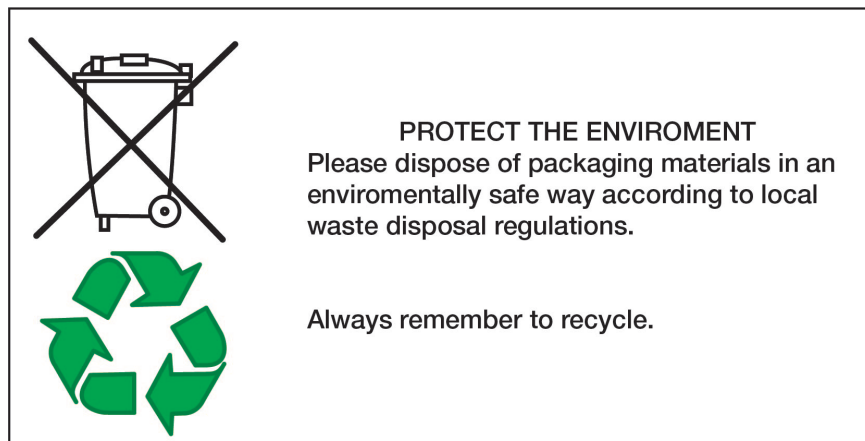 PROTECT THE ENVIROMENT
Please dispose of packaging materials in an
enviromentally safe way according to local
waste disposal regulations.
Always remember to recycle.